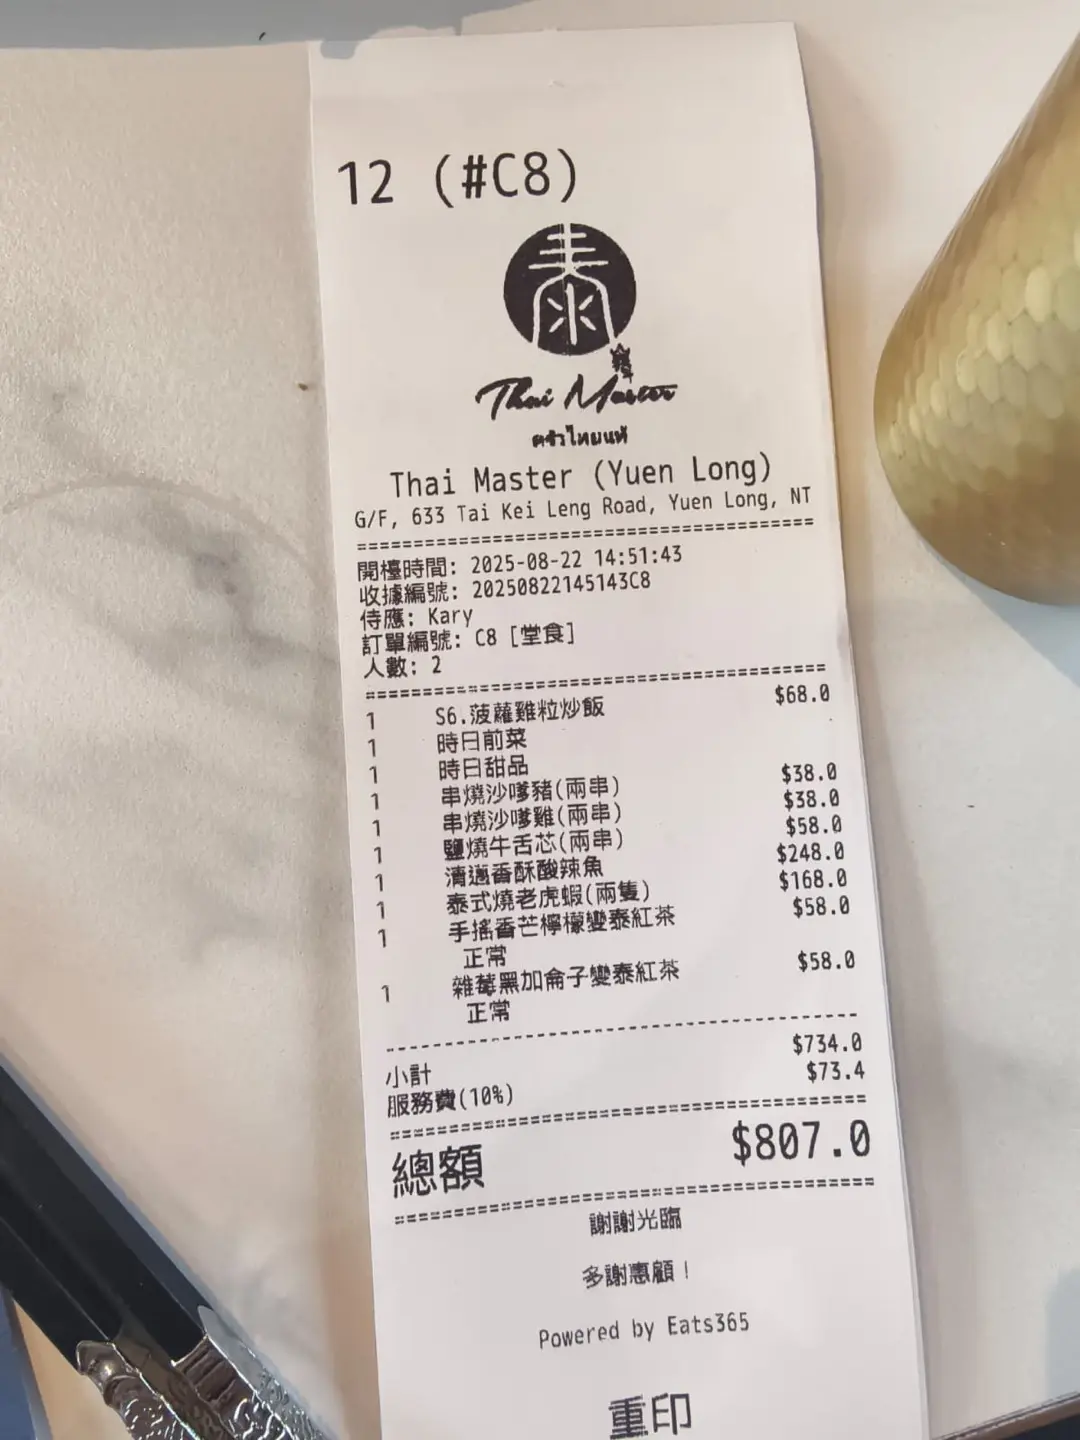 12 (#C8)
泰
Thai Master
ครัวไทยแท้
Thai Master (Yuen Long)
G/F, 633 Tai Kei Leng Road, Yuen Long, NT
開檯時間: 2025-08-22 14:51:43
收據編號: 20250822145143C8
侍應: Kary
訂單編號: C8 [堂食]
人數: 2
1 S6.菠蘿雞粒炒飯 $68.0
1 時日前菜
1 時日甜品
1 串燒沙嗲豬(兩串) $38.0
1 串燒沙嗲雞(兩串) $38.0
1 鹽燒牛舌芯(兩串) $58.0
1 清邁香酥酸辣魚 $248.0
1 泰式燒老虎蝦(兩隻) $168.0
1 手搖香芒檸檬變泰紅茶 $58.0
正常
1 雜莓黑加侖子變泰紅茶 $58.0
正常
小計 $734.0
服務費(10%) $73.4
總額 $807.0
謝謝光臨
多謝惠顧！
Powered by Eats365
重印